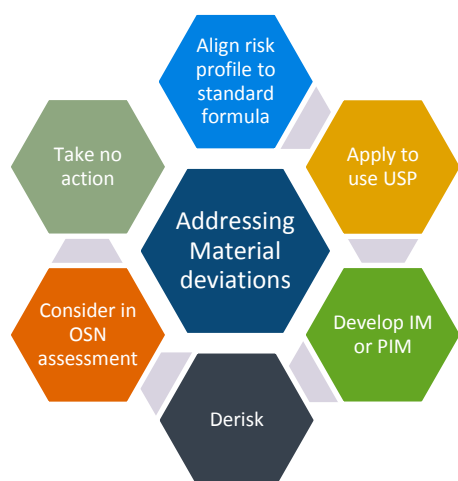 Align risk
profile to
standard
formula
Take no
action
Apply to
use USP
Addressing
Material
deviations
Consider in
OSN
assessment
Develop IM
or PIM
Derisk